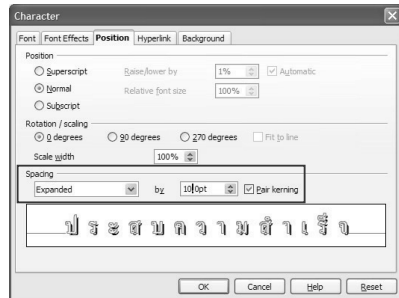 Character
Font Font Effects Position Hyperlink Background
Position
Superscript Raise/lower by 1% Automatic
Normal Relative font size 100%
Subscript
Rotation / scaling
0 degrees 90 degrees 270 degrees Fit to line
Scale width 100%
Spacing
Expanded by 10.0pt Pair kerning
ประสบความสำเร็จ
OK Cancel Help Reset